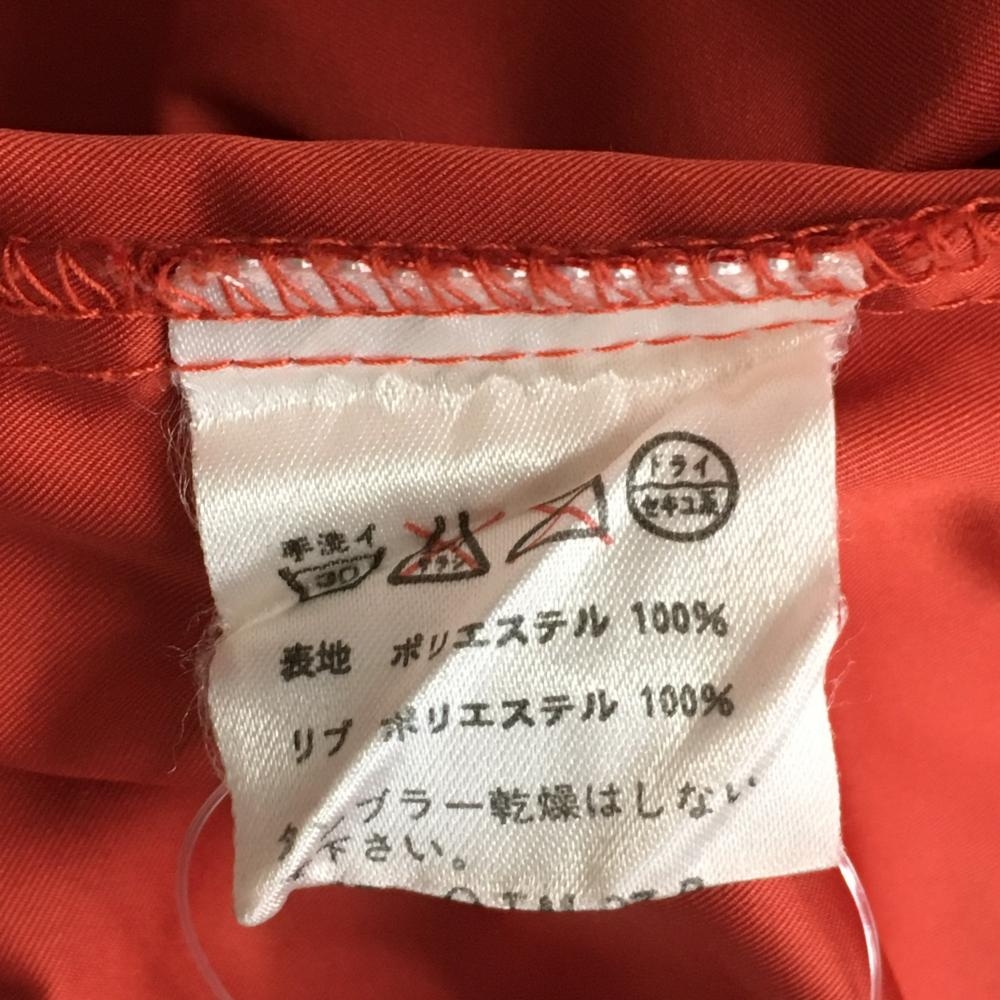 ドライ
セキユ系
手洗イ
30
表地 ポリエステル 100%
リブ ポリエステル 100%
ブラー乾燥はしない
下さい。